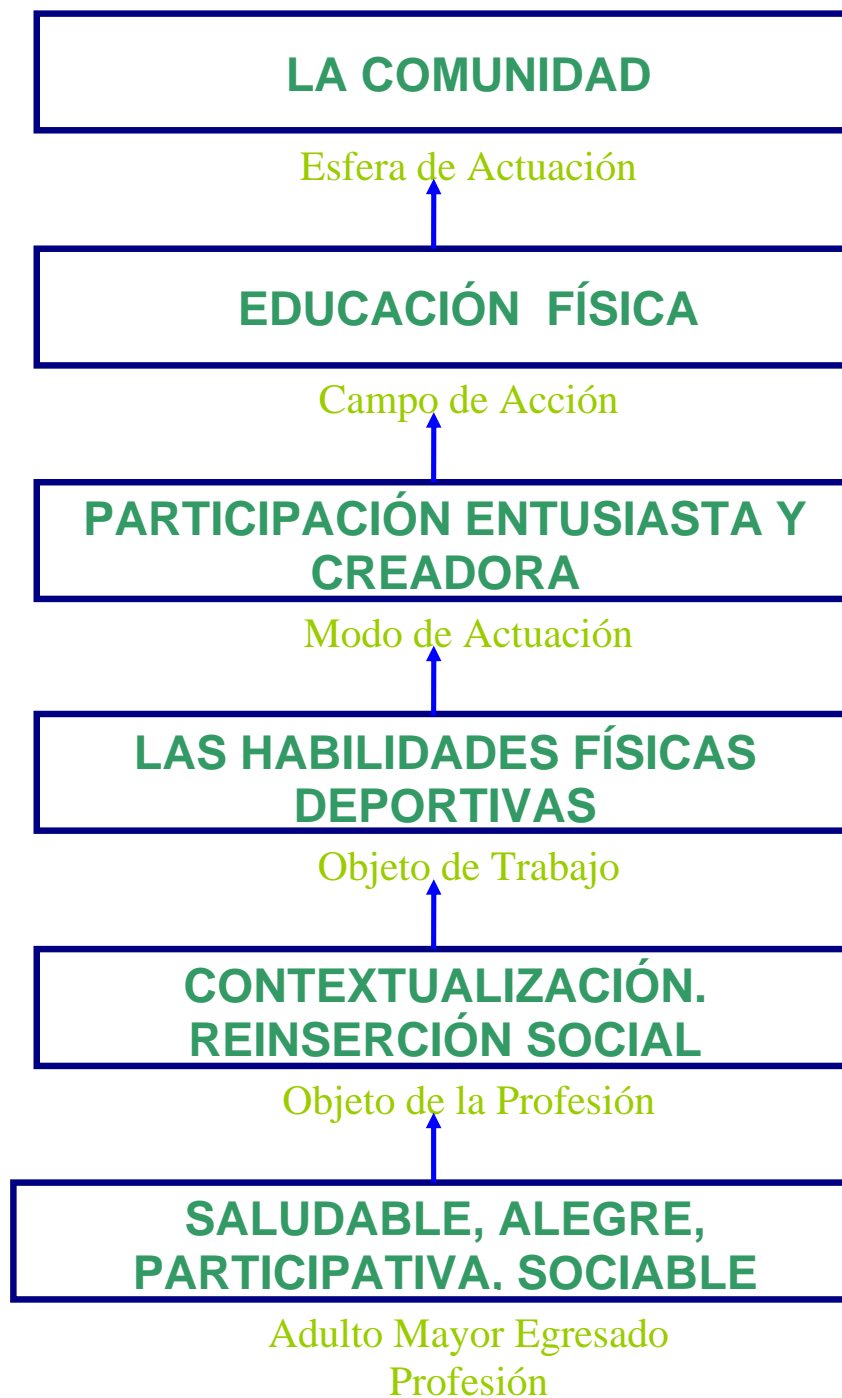 LA COMUNIDAD
Esfera de Actuación
EDUCACIÓN  FÍSICA
Campo de Acción
PARTICIPACIÓN ENTUSIASTA Y
CREADORA
Modo de Actuación
LAS HABILIDADES FÍSICAS
DEPORTIVAS
Objeto de Trabajo
CONTEXTUALIZACIÓN.
REINSERCIÓN SOCIAL
Objeto de la Profesión
SALUDABLE, ALEGRE,
PARTICIPATIVA, SOCIABLE
Adulto Mayor Egresado
Profesión